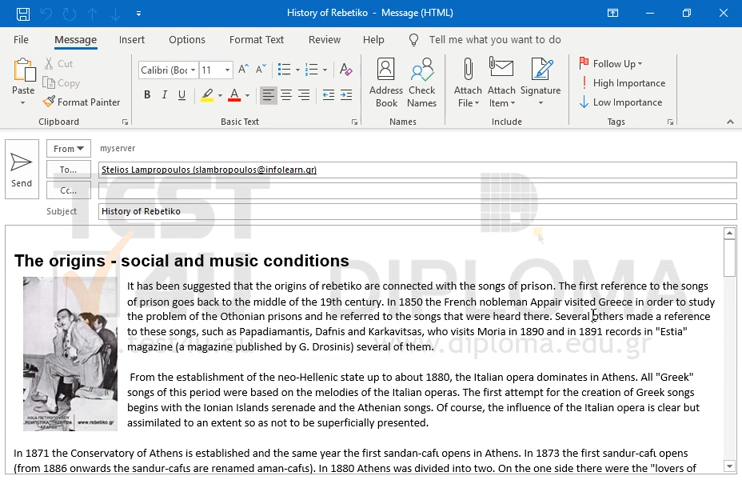 History of Rebetiko - Message (HTML)
File Message Insert Options Format Text Review Help Tell me what you want to do
Cut
Copy
Paste
Format Painter
Calibri (Bo 11
B I U
Address Book
Check Names
Attach File
Attach Item
Signature
Follow Up
High Importance
Low Importance
Clipboard Basic Text Names Include Tags
Send
From myserver
To... Stelios Lampropoulos (slambropoulos@infolearn.gr)
Cc...
Subject History of Rebetiko
The origins - social and music conditions
It has been suggested that the origins of rebetiko are connected with the songs of prison. The first reference to the songs
of prison goes back to the middle of the 19th century. In 1850 the French nobleman Appair visited Greece in order to study
the problem of the Othonian prisons and he referred to the songs that were heard there. Several others made a reference
to these songs, such as Papadiamantis, Dafnis and Karkavitsas, who visits Moria in 1890 and in 1891 records in "Estia"
magazine (a magazine published by G. Drosinis) several of them.
From the establishment of the neo-Hellenic state up to about 1880, the Italian opera dominates in Athens. All "Greek"
songs of this period were based on the melodies of the Italian operas. The first attempt for the creation of Greek songs
begins with the Ionian Islands serenade and the Athenian songs. Of course, the influence of the Italian opera is clear but
assimilated to an extent so as not to be superficially presented.
www.rebetiko.gr
In 1871 the Conservatory of Athens is established and the same year the first sandan-cafι opens in Athens. In 1873 the first sandur-cafι opens
(from 1886 onwards the sandur-cafιs are renamed aman-cafιs). In 1880 Athens was divided into two. On the one side there were the "lovers of
TEST
4U
DIPLOMA
www.test4u.eu
www.diploma.edu.gr